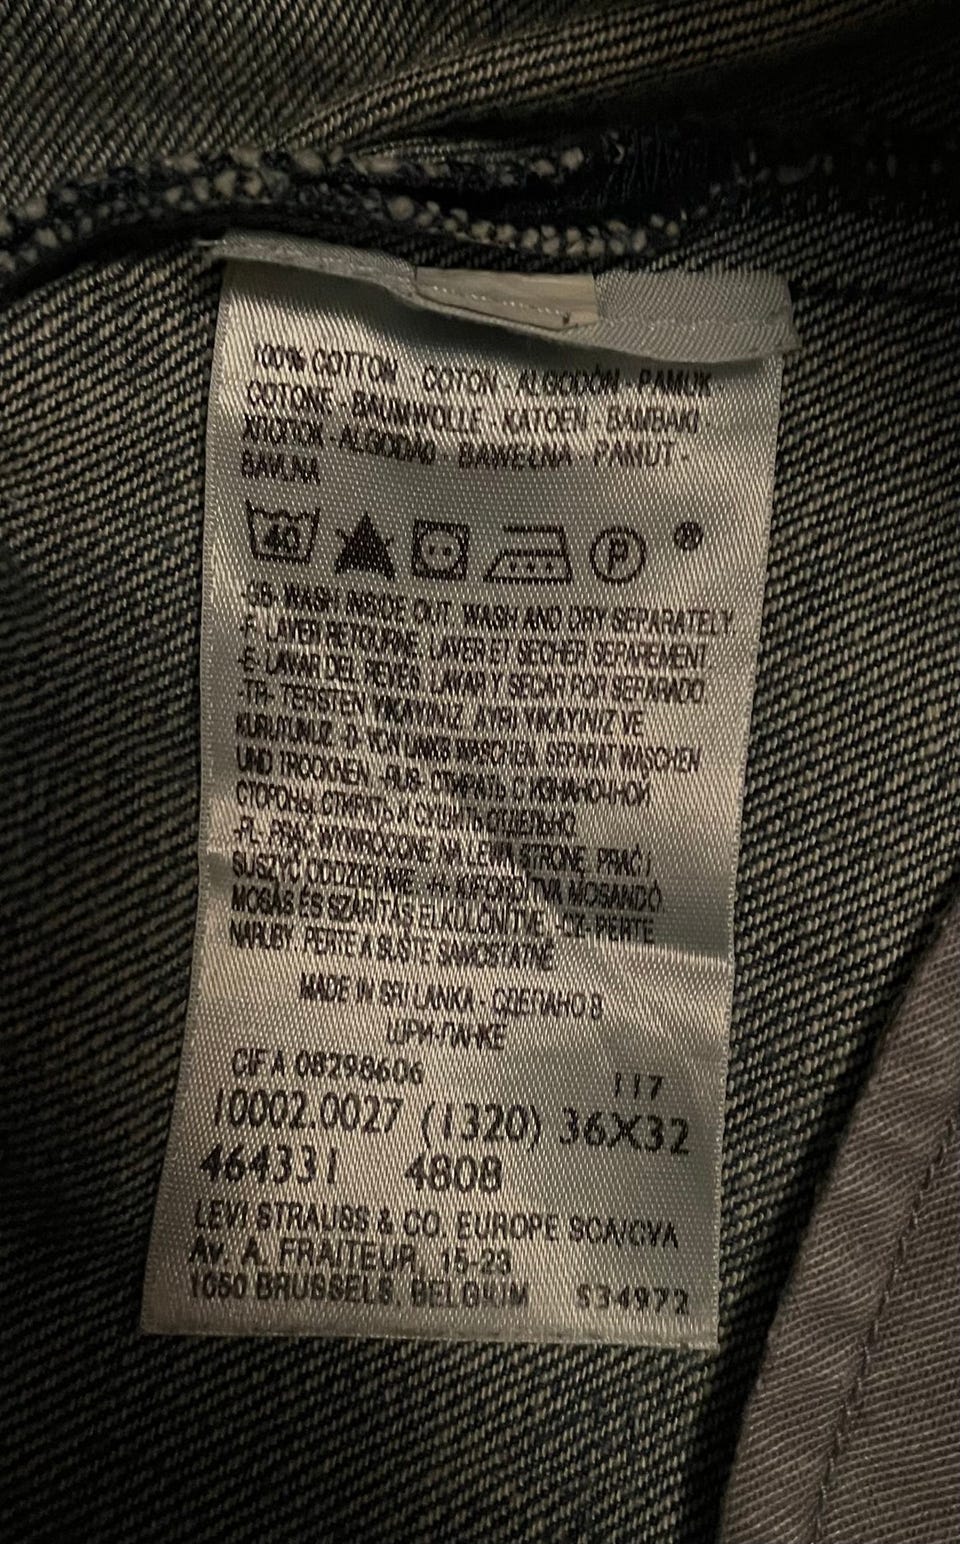 100% COTTON - COTON - ALGODÓN - PAMUK
COTONE - BAUMWOLLE - KATOEN - BAMBAKI -
ХЛОПОК - ALGODÃO - BAWEŁNA - PAMUT -
BAVLNA
40 P ®
-GB- WASH INSIDE OUT. WASH AND DRY SEPARATELY.
-F- LAVER RETOURNE. LAVER ET SECHER SEPAREMENT
-E- LAVAR DEL REVÉS. LAVAR Y SECAR POR SEPARADO
-TR- TERSTEN YIKAYINIZ. AYRI YIKAYINIZ VE
KURUTUNUZ. -D- VON LINKS WASCHEN. SEPARAT WASCHEN
UND TROCKNEN -RUS- СТИРАТЬ С ИЗНАНОЧНОЙ
СТОРОНЫ. СТИРАТЬ И СУШИТЬ ОТДЕЛЬНО.
-PL- PRAĆ WYWRÓCONE NA LEWĄ STRONĘ, PRAĆ I
SUSZYĆ ODDZIELNIE -H- KIFORDÍTVA MOSANDÓ
MOSÁS ÉS SZÁRÍTÁS ELKÜLÖNÍTVE -CZ- PERTE
NARUBY. PERTE A SUŠTE SAMOSTATNĚ
MADE IN SRI LANKA - СДЕЛАНО В
ШРИ-ЛАНКЕ
CIF A 08298606 117
10002.0027 (1320) 36X32
464331 4808
LEVI STRAUSS & CO. EUROPE SCA/CVA
AV. A. FRAITEUR, 15-23
1050 BRUSSELS, BELGIUM S34972